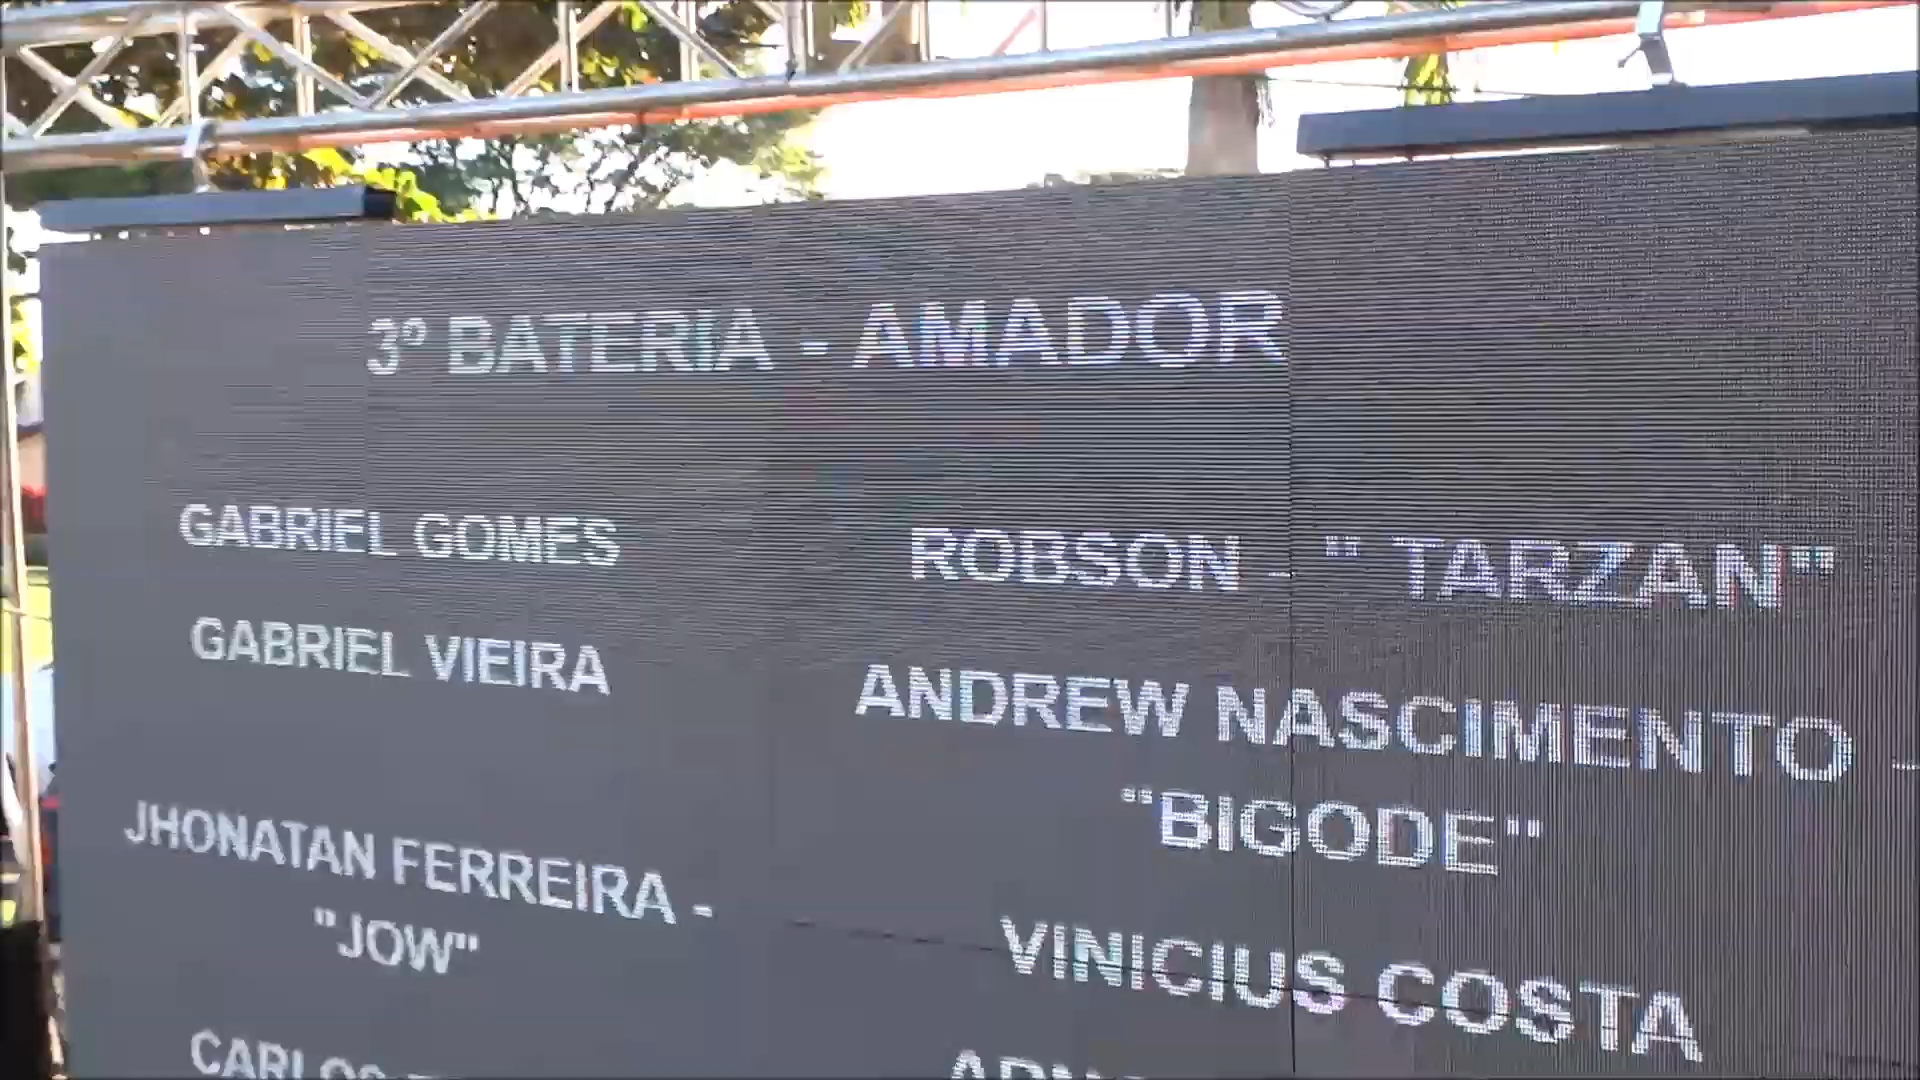 3º BATERIA - AMADOR
GABRIEL GOMES
GABRIEL VIEIRA
JHONATAN FERREIRA -
"JOW"
CARLOS
ROBSON - " TARZAN"
ANDREW NASCIMENTO -
"BIGODE"
VINICIUS COSTA